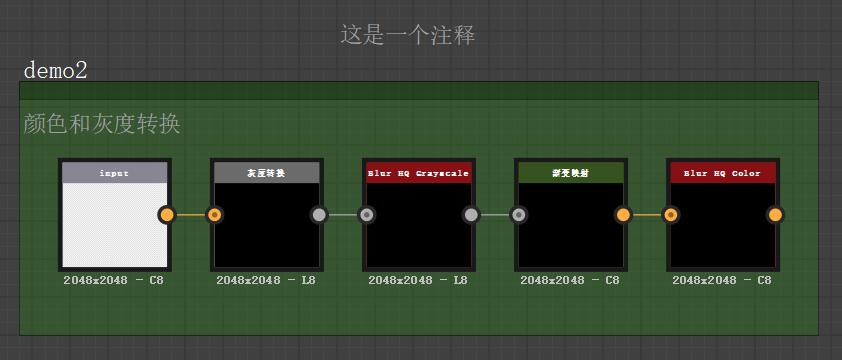 这是一个注释
demo2
颜色和灰度转换
input
灰度转换
Blur HQ Grayscale
渐变映射
Blur HQ Color
2048x2048 - C8
2048x2048 - L8
2048x2048 - L8
2048x2048 - C8
2048x2048 - C8